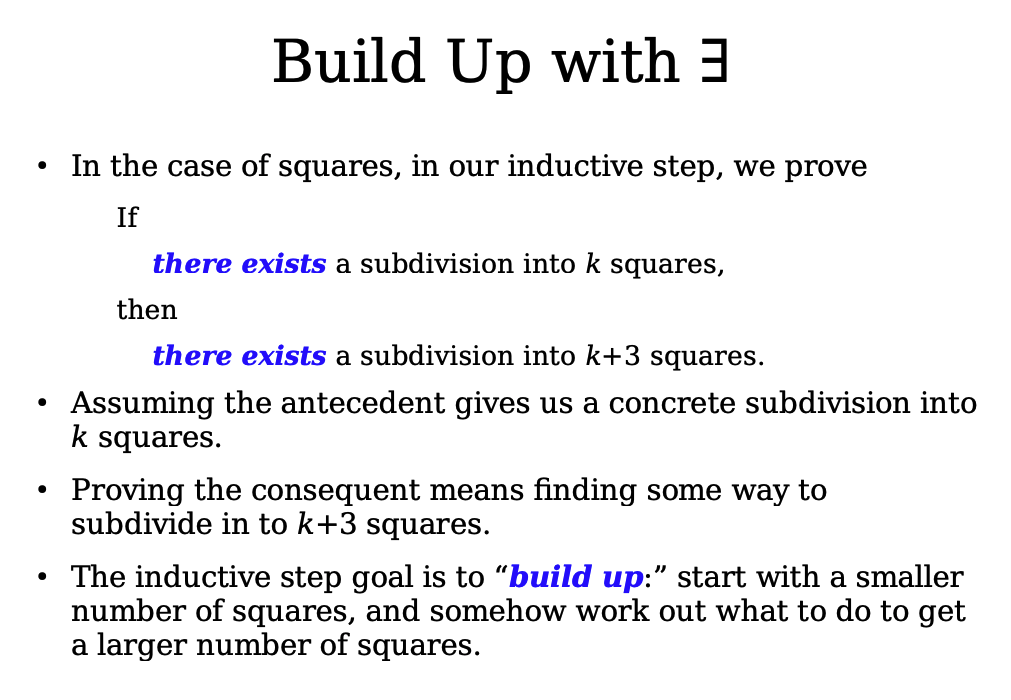 Build Up with ∃
• In the case of squares, in our inductive step, we prove
If
there exists a subdivision into k squares,
then
there exists a subdivision into k+3 squares.
• Assuming the antecedent gives us a concrete subdivision into
k squares.
• Proving the consequent means finding some way to
subdivide in to k+3 squares.
• The inductive step goal is to “build up:” start with a smaller
number of squares, and somehow work out what to do to get
a larger number of squares.